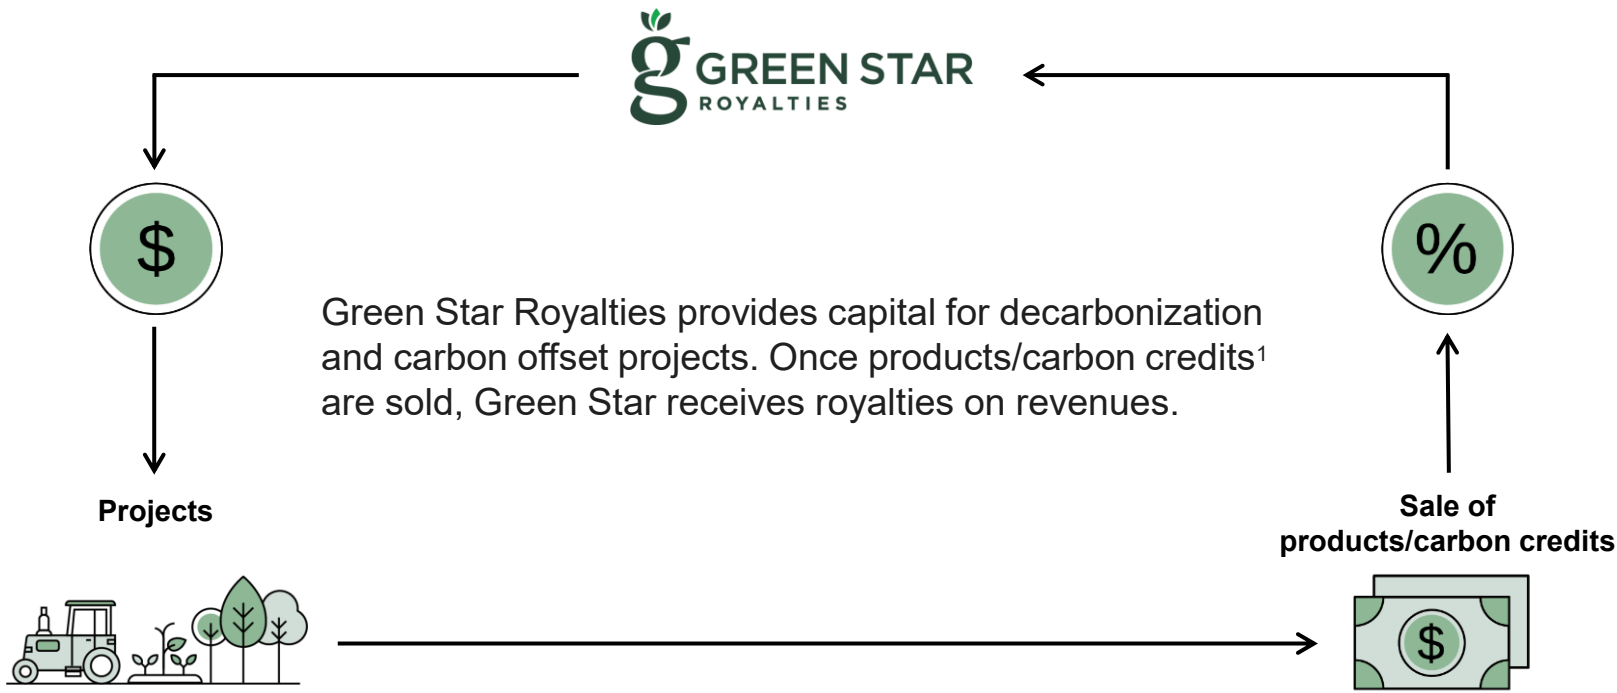 GREEN STAR
ROYALTIES
$
%
Green Star Royalties provides capital for decarbonization
and carbon offset projects. Once products/carbon credits¹
are sold, Green Star receives royalties on revenues.
Projects
Sale of
products/carbon credits
$